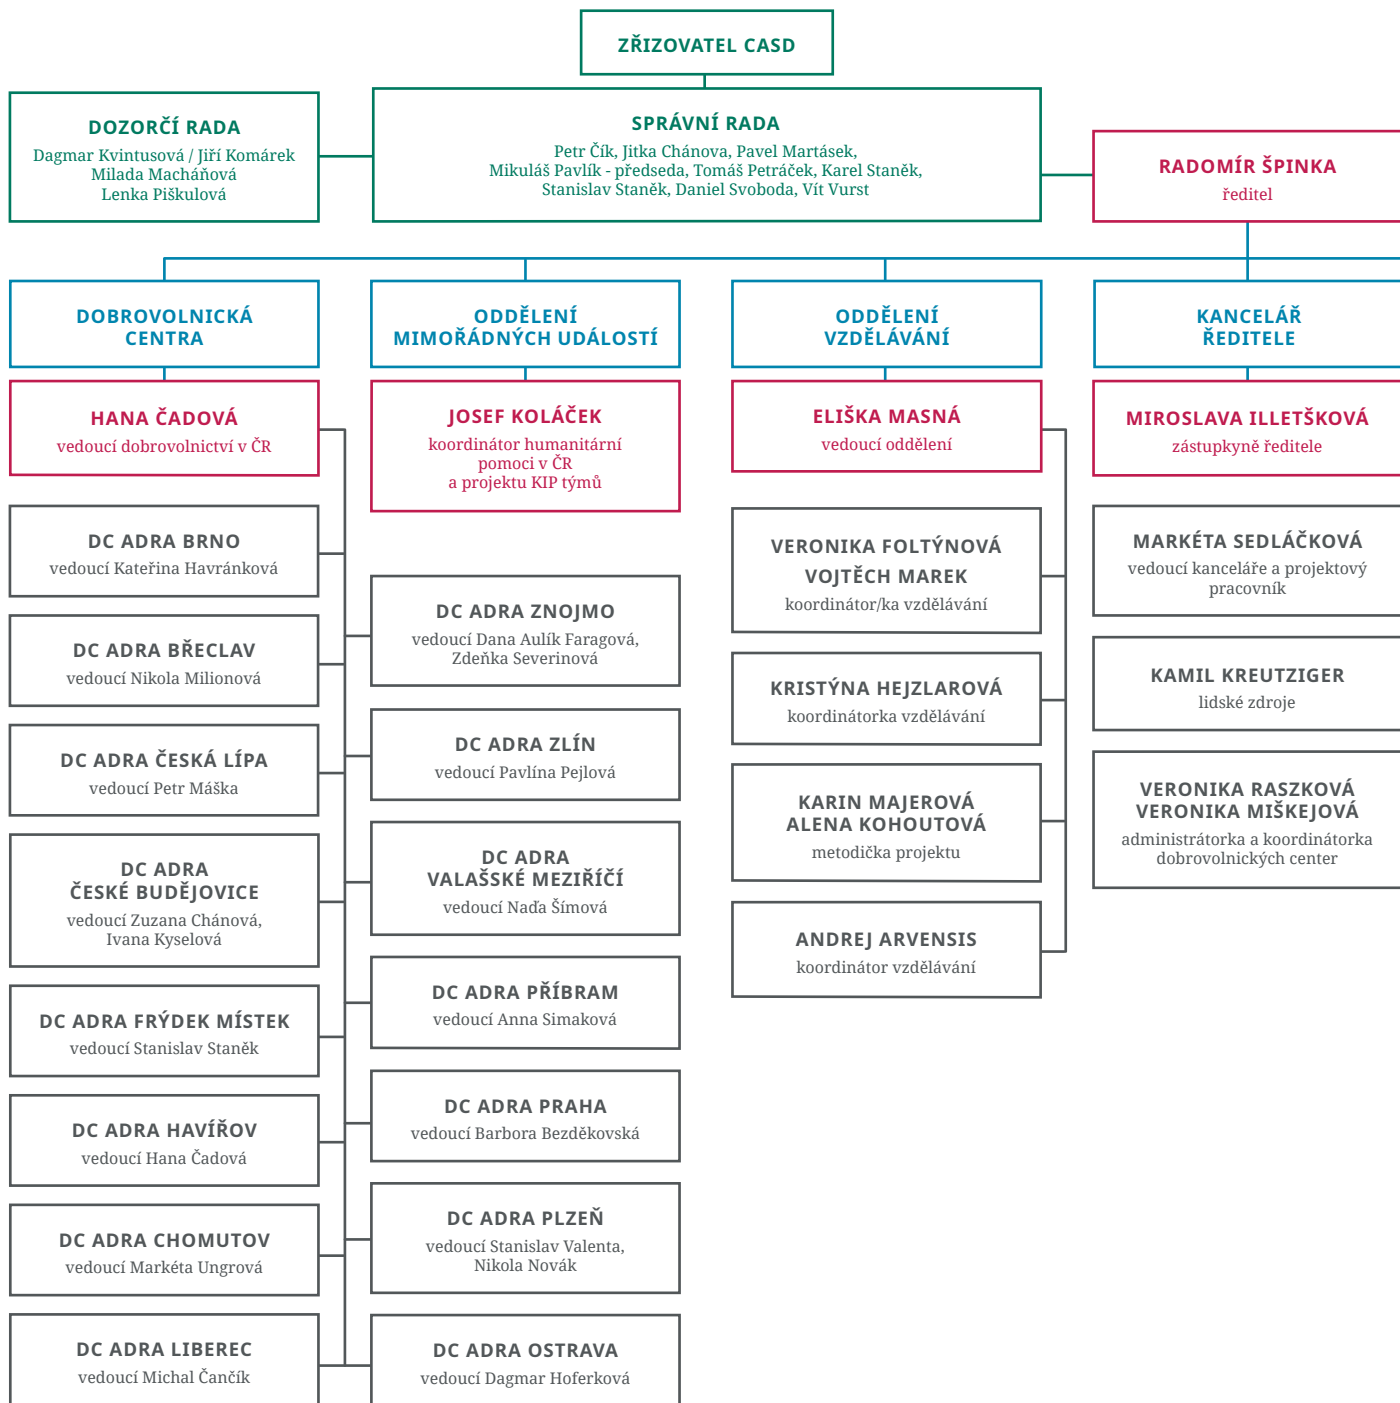 ZŘIZOVATEL CASD
DOZORČÍ RADA
Dagmar Kvintusová / Jiří Komárek
Milada Macháňová
Lenka Piškulová
SPRÁVNÍ RADA
Petr Čík, Jitka Chánova, Pavel Martásek,
Mikuláš Pavlík - předseda, Tomáš Petráček, Karel Staněk,
Stanislav Staněk, Daniel Svoboda, Vít Vurst
RADOMÍR ŠPINKA
ředitel
DOBROVOLNICKÁ
CENTRA
HANA ČADOVÁ
vedoucí dobrovolnictví v ČR
DC ADRA BRNO
vedoucí Kateřina Havránková
DC ADRA BŘECLAV
vedoucí Nikola Milionová
DC ADRA ČESKÁ LÍPA
vedoucí Petr Máška
DC ADRA
ČESKÉ BUDĚJOVICE
vedoucí Zuzana Chánová,
Ivana Kyselová
DC ADRA FRÝDEK MÍSTEK
vedoucí Stanislav Staněk
DC ADRA HAVÍŘOV
vedoucí Hana Čadová
DC ADRA CHOMUTOV
vedoucí Markéta Ungrová
DC ADRA LIBEREC
vedoucí Michal Čančík
ODDĚLENÍ
MIMOŘÁDNÝCH UDÁLOSTÍ
JOSEF KOLÁČEK
koordinátor humanitární
pomoci v ČR
a projektu KIP týmů
DC ADRA ZNOJMO
vedoucí Dana Aulík Faragová,
Zdeňka Severinová
DC ADRA ZLÍN
vedoucí Pavlína Pejlová
DC ADRA
VALAŠSKÉ MEZIŘÍČÍ
vedoucí Naďa Šímová
DC ADRA PŘÍBRAM
vedoucí Anna Simaková
DC ADRA PRAHA
vedoucí Barbora Bezděkovská
DC ADRA PLZEŇ
vedoucí Stanislav Valenta,
Nikola Novák
DC ADRA OSTRAVA
vedoucí Dagmar Hoferková
ODDĚLENÍ
VZDĚLÁVÁNÍ
ELIŠKA MASNÁ
vedoucí oddělení
VERONIKA FOLTÝNOVÁ
VOJTĚCH MAREK
koordinátor/ka vzdělávání
KRISTÝNA HEJZLAROVÁ
koordinátorka vzdělávání
KARIN MAJEROVÁ
ALENA KOHOUTOVÁ
metodička projektu
ANDREJ ARVENSIS
koordinátor vzdělávání
KANCELÁŘ
ŘEDITELE
MIROSLAVA ILLETŠKOVÁ
zástupkyně ředitele
MARKÉTA SEDLÁČKOVÁ
vedoucí kanceláře a projektový
pracovník
KAMIL KREUTZIGER
lidské zdroje
VERONIKA RASZKOVÁ
VERONIKA MIŠKEJOVÁ
administrátorka a koordinátorka
dobrovolnických center